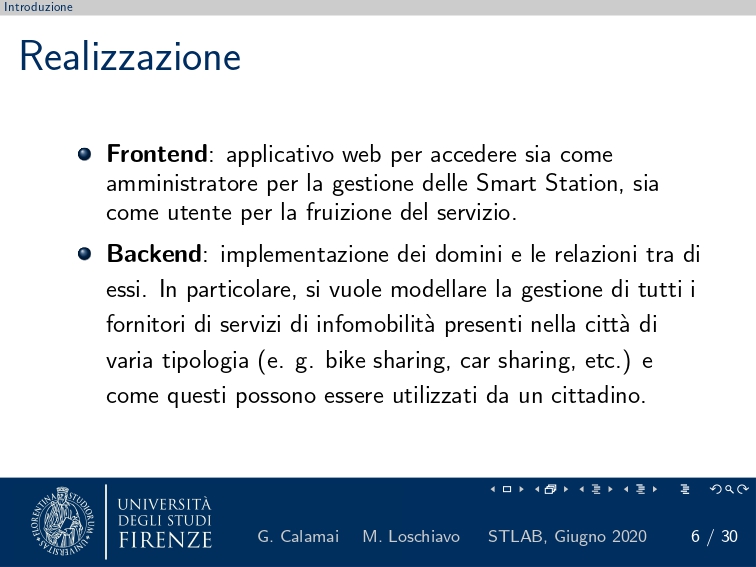 Introduzione
Realizzazione
Frontend: applicativo web per accedere sia come
amministratore per la gestione delle Smart Station, sia
come utente per la fruizione del servizio.
Backend: implementazione dei domini e le relazioni tra di
essi. In particolare, si vuole modellare la gestione di tutti i
fornitori di servizi di infomobilità presenti nella città di
varia tipologia (e. g. bike sharing, car sharing, etc.) e
come questi possono essere utilizzati da un cittadino.
FLORENTINA STUDIORUM UNIVERSITAS
UNIVERSITÀ
DEGLI STUDI
FIRENZE
G. Calamai M. Loschiavo STLAB, Giugno 2020 6 / 30